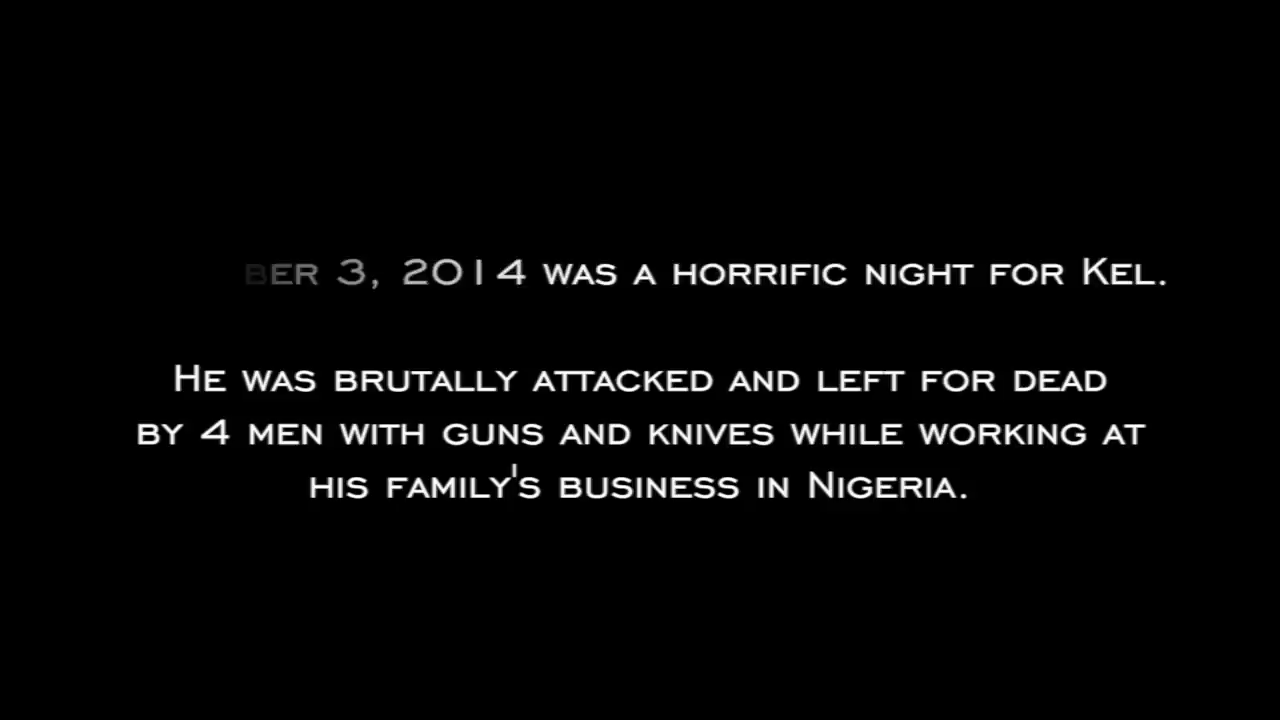 BER 3, 2014 WAS A HORRIFIC NIGHT FOR KEL.
HE WAS BRUTALLY ATTACKED AND LEFT FOR DEAD
BY 4 MEN WITH GUNS AND KNIVES WHILE WORKING AT
HIS FAMILY'S BUSINESS IN NIGERIA.